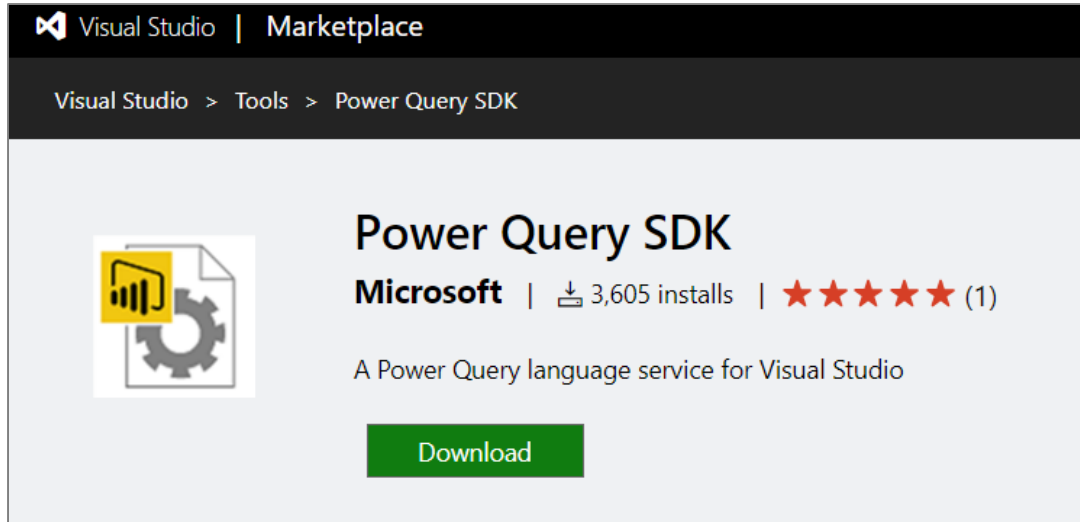 Visual Studio | Marketplace
Visual Studio > Tools > Power Query SDK
Power Query SDK
Microsoft | 3,605 installs | ★★★★★ (1)
A Power Query language service for Visual Studio
Download